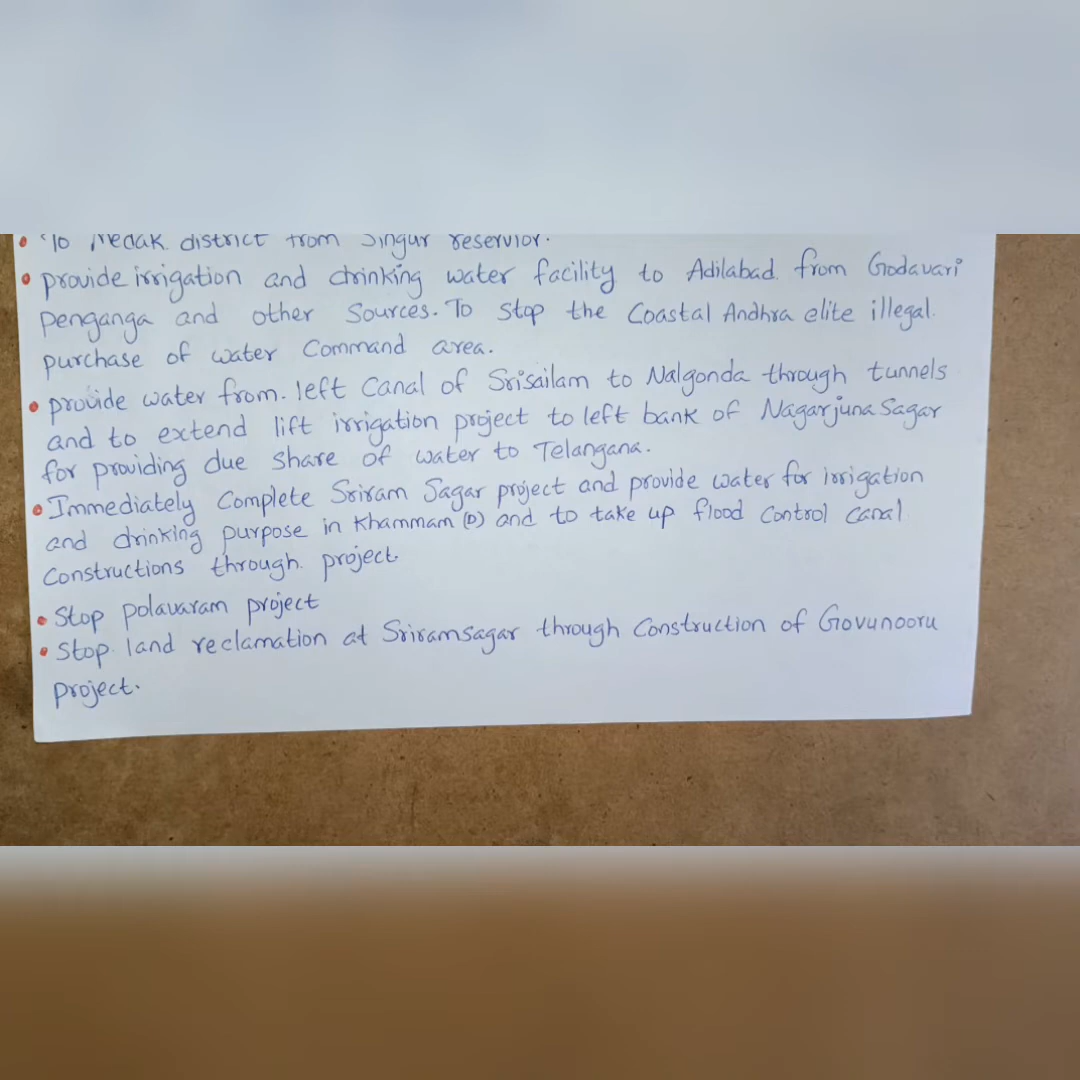 • To Medak district from Singur reservior.
• provide irrigation and drinking water facility to Adilabad from Godavari
penganga and other Sources. To Stop the Coastal Andhra elite illegal
purchase of water Command area.
• provide water from. left Canal of Srisailam to Nalgonda through tunnels
and to extend lift irrigation project to left bank of Nagarjuna Sagar
for providing due Share of water to Telangana.
• Immediately Complete Sriram Sagar project and provide water for irrigation
and drinking purpose in Khammam (D) and to take up flood Control Canal
Constructions through project.
• Stop polavaram project
• Stop land reclamation at Sriramsagar through Construction of Govunooru
project.